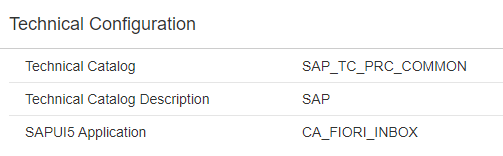 Technical Configuration
Technical Catalog SAP_TC_PRC_COMMON
Technical Catalog Description SAP
SAPUI5 Application CA_FIORI_INBOX